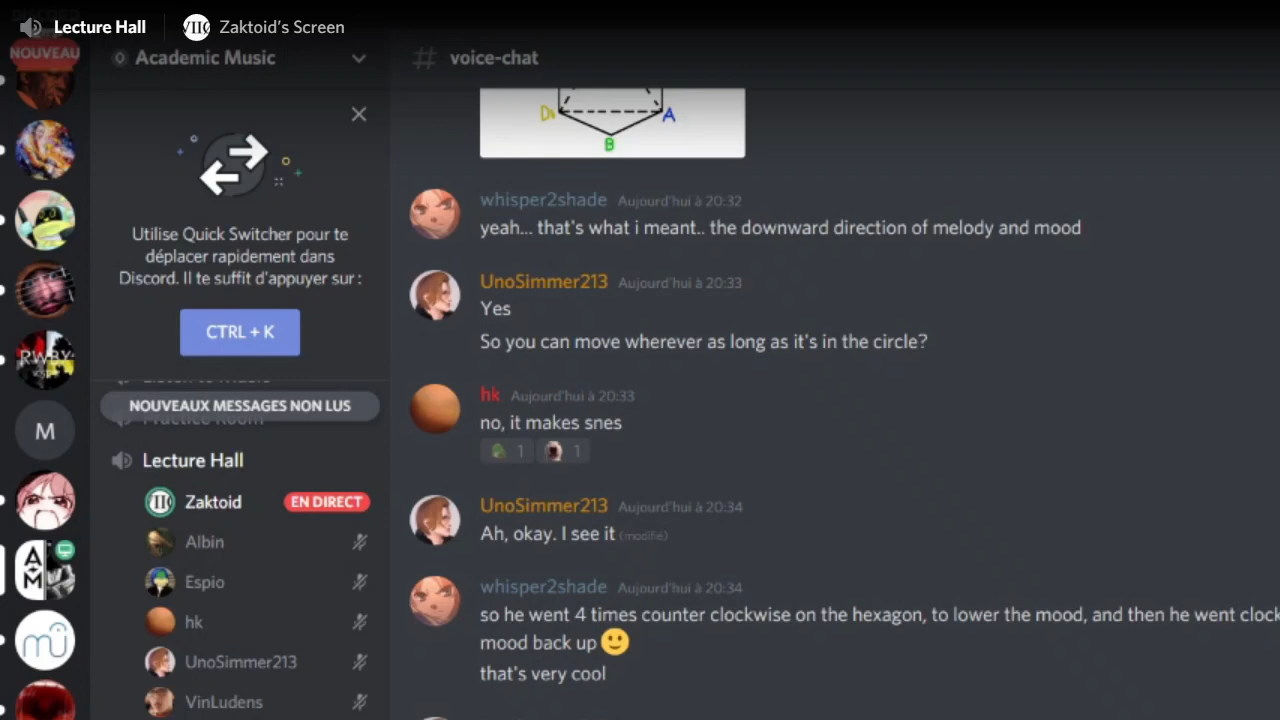 Lecture Hall
Zaktoid's Screen
NOUVEAU
Academic Music
voice-chat
Utilise Quick Switcher pour te
déplacer rapidement dans
Discord. Il te suffit d'appuyer sur :
CTRL + K
Listen to Music
NOUVEAUX MESSAGES NON LUS
Practice Room
Lecture Hall
Zaktoid
EN DIRECT
Albin
Espio
hk
UnoSimmer213
VinLudens
RWBY
M
A
M
mu
D♭
A
B
whisper2shade Aujourd'hui à 20:32
yeah... that's what i meant.. the downward direction of melody and mood
UnoSimmer213 Aujourd'hui à 20:33
Yes
So you can move wherever as long as it's in the circle?
hk Aujourd'hui à 20:33
no, it makes snes
1 1
UnoSimmer213 Aujourd'hui à 20:34
Ah, okay. I see it (modifié)
whisper2shade Aujourd'hui à 20:34
so he went 4 times counter clockwise on the hexagon, to lower the mood, and then he went clock
mood back up 🙂
that's very cool